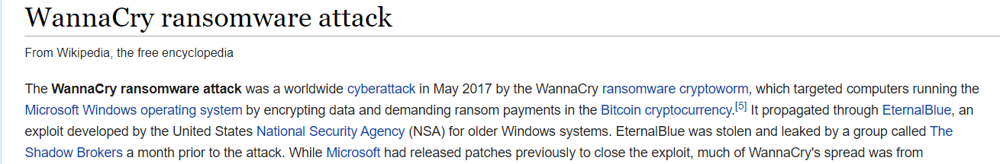 WannaCry ransomware attack
From Wikipedia, the free encyclopedia
The WannaCry ransomware attack was a worldwide cyberattack in May 2017 by the WannaCry ransomware cryptoworm, which targeted computers running the
Microsoft Windows operating system by encrypting data and demanding ransom payments in the Bitcoin cryptocurrency.[5] It propagated through EternalBlue, an
exploit developed by the United States National Security Agency (NSA) for older Windows systems. EternalBlue was stolen and leaked by a group called The
Shadow Brokers a month prior to the attack. While Microsoft had released patches previously to close the exploit, much of WannaCry's spread was from